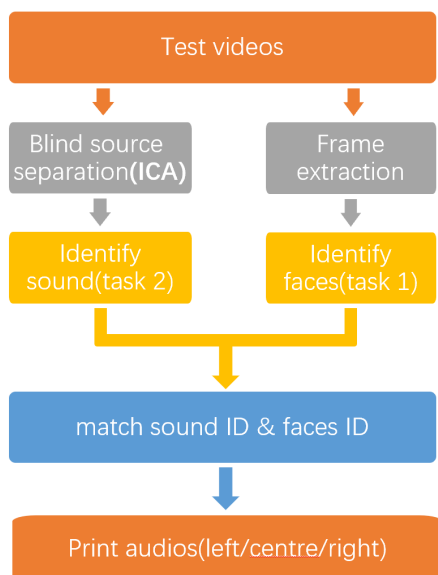 Test videos
Blind source
separation(ICA)
Frame
extraction
Identify
sound(task 2)
Identify
faces(task 1)
match sound ID & faces ID
Print audios(left/centre/right)